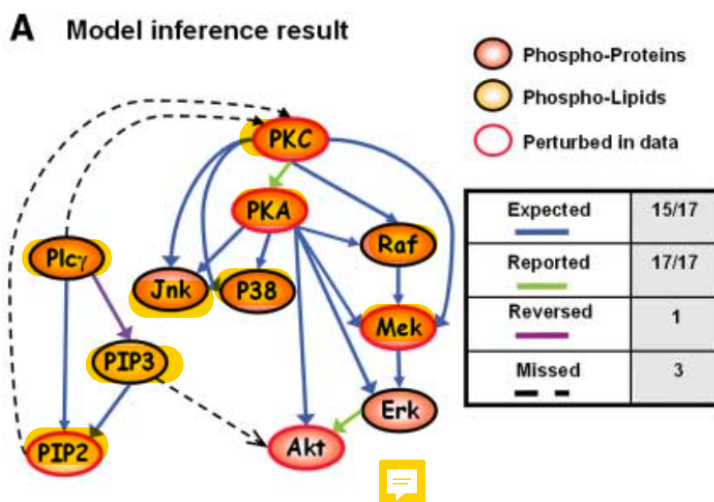 A Model inference result
Phospho-Proteins
Phospho-Lipids
Perturbed in data
PKC
PKA
Raf
Plcγ
Jnk
P38
Mek
PIP3
Erk
Akt
PIP2
Expected 15/17
Reported 17/17
Reversed 1
Missed 3